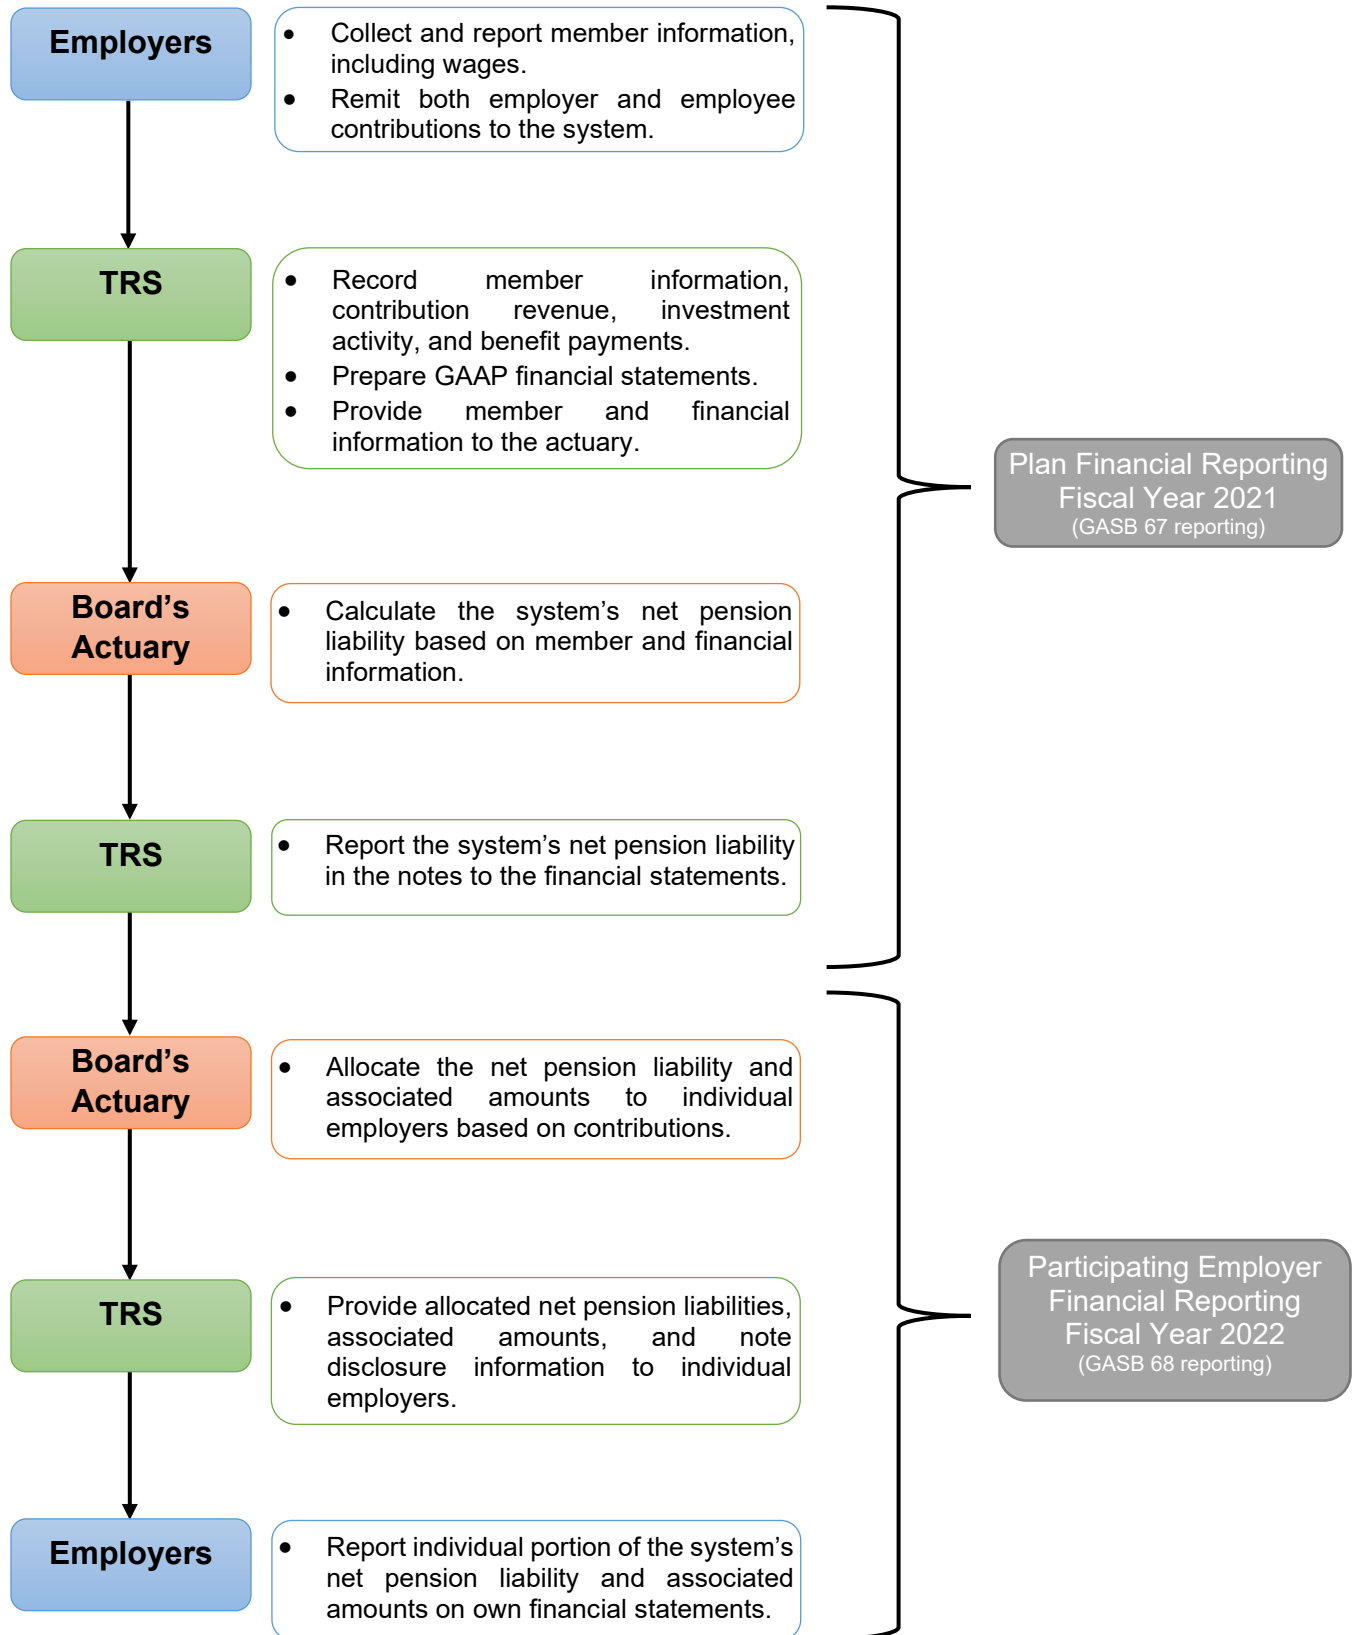 Employers
• Collect and report member information,
including wages.
• Remit both employer and employee
contributions to the system.
TRS
• Record member information,
contribution revenue, investment
activity, and benefit payments.
• Prepare GAAP financial statements.
• Provide member and financial
information to the actuary.
Plan Financial Reporting
Fiscal Year 2021
(GASB 67 reporting)
Board's
Actuary
• Calculate the system's net pension
liability based on member and financial
information.
TRS
• Report the system's net pension liability
in the notes to the financial statements.
Board's
Actuary
• Allocate the net pension liability and
associated amounts to individual
employers based on contributions.
TRS
• Provide allocated net pension liabilities,
associated amounts, and note
disclosure information to individual
employers.
Participating Employer
Financial Reporting
Fiscal Year 2022
(GASB 68 reporting)
Employers
• Report individual portion of the system's
net pension liability and associated
amounts on own financial statements.